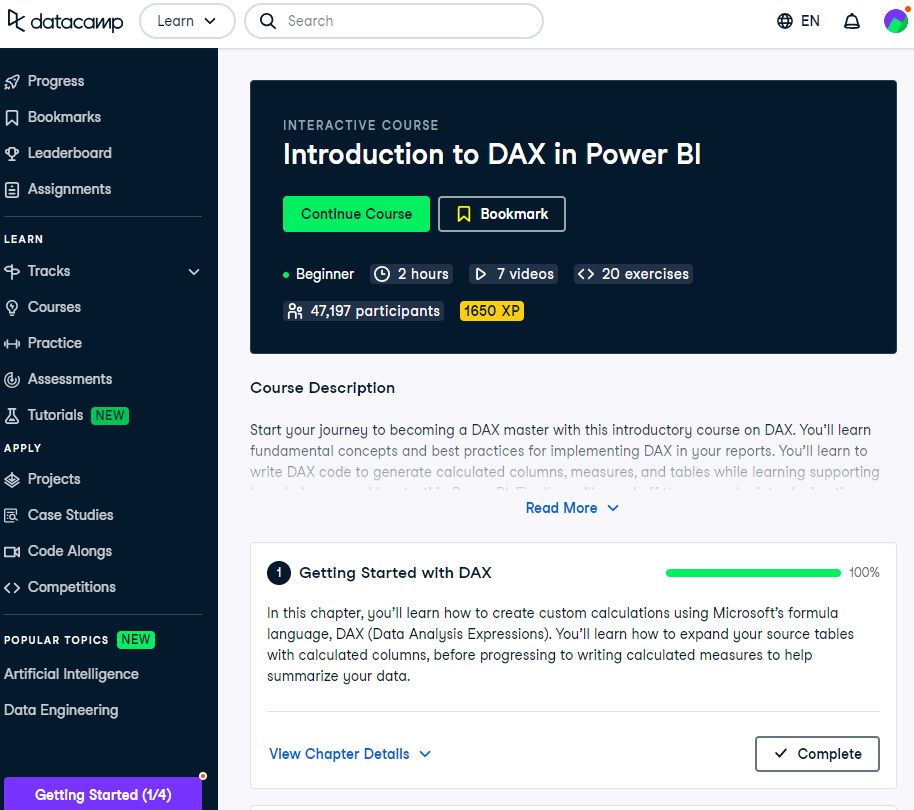 datacamp
Learn
Search
EN
Progress
Bookmarks
Leaderboard
Assignments
LEARN
Tracks
Courses
Practice
Assessments
Tutorials NEW
APPLY
Projects
Case Studies
Code Alongs
Competitions
POPULAR TOPICS NEW
Artificial Intelligence
Data Engineering
Getting Started (1/4)
INTERACTIVE COURSE
Introduction to DAX in Power BI
Continue Course
Bookmark
Beginner 2 hours 7 videos 20 exercises
47,197 participants 1650 XP
Course Description
Start your journey to becoming a DAX master with this introductory course on DAX. You’ll learn
fundamental concepts and best practices for implementing DAX in your reports. You’ll learn to
write DAX code to generate calculated columns, measures, and tables while learning supporting
Read More
1 Getting Started with DAX 100%
In this chapter, you’ll learn how to create custom calculations using Microsoft’s formula
language, DAX (Data Analysis Expressions). You’ll learn how to expand your source tables
with calculated columns, before progressing to writing calculated measures to help
summarize your data.
View Chapter Details
Complete